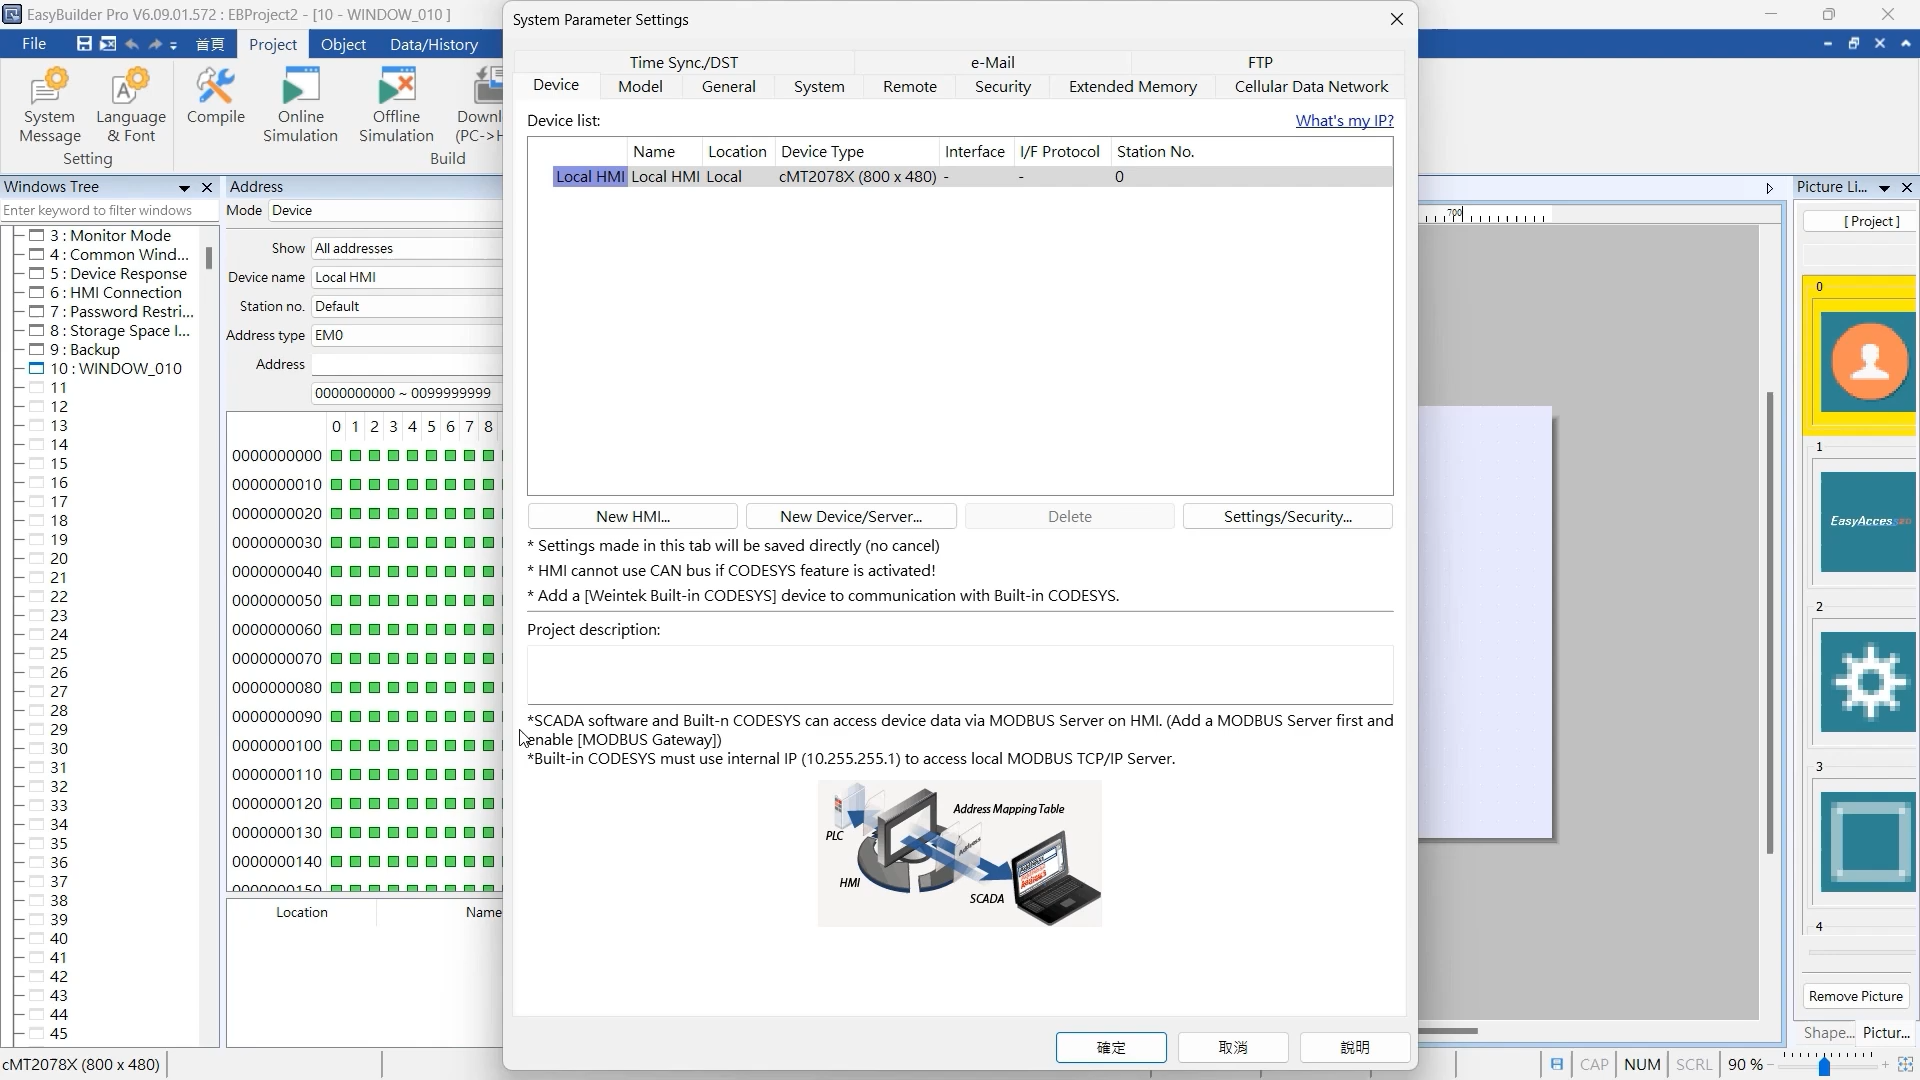 EasyBuilder Pro V6.09.01.572 : EBProject2 - [10 - WINDOW_010 ]
File
首頁
Project
Object
Data/History
System
Message
Language
& Font
Compile
Online
Simulation
Offline
Simulation
Downl
(PC->H
Setting
Build
Windows Tree
Enter keyword to filter windows
3 : Monitor Mode
4 : Common Wind...
5 : Device Response
6 : HMI Connection
7 : Password Restri...
8 : Storage Space I...
9 : Backup
10 : WINDOW_010
11
12
13
14
15
16
17
18
19
20
21
22
23
24
25
26
27
28
29
30
31
32
33
34
35
36
37
38
39
40
41
42
43
44
45
Address
Mode Device
Show All addresses
Device name Local HMI
Station no. Default
Address type EM0
Address
0000000000 ~ 0099999999
0 1 2 3 4 5 6 7 8
0000000000
0000000010
0000000020
0000000030
0000000040
0000000050
0000000060
0000000070
0000000080
0000000090
0000000100
0000000110
0000000120
0000000130
0000000140
0000000150
Location Name
System Parameter Settings
Time Sync./DST e-Mail FTP
Device Model General System Remote Security Extended Memory Cellular Data Network
Device list: What's my IP?
Name Location Device Type Interface I/F Protocol Station No.
Local HMI Local HMI Local cMT2078X (800 x 480) - - 0
New HMI... New Device/Server... Delete Settings/Security...
* Settings made in this tab will be saved directly (no cancel)
* HMI cannot use CAN bus if CODESYS feature is activated!
* Add a [Weintek Built-in CODESYS] device to communication with Built-in CODESYS.
Project description:
*SCADA software and Built-n CODESYS can access device data via MODBUS Server on HMI. (Add a MODBUS Server first and
enable [MODBUS Gateway])
*Built-in CODESYS must use internal IP (10.255.255.1) to access local MODBUS TCP/IP Server.
Address Mapping Table
PLC
Address
HMI
SCADA
確定 取消 說明
700
Picture Li...
[ Project ]
0
1
EasyAccess
2
3
4
Remove Picture
Shape... Pictur...
cMT2078X (800 x 480)
CAP NUM SCRL 90 %